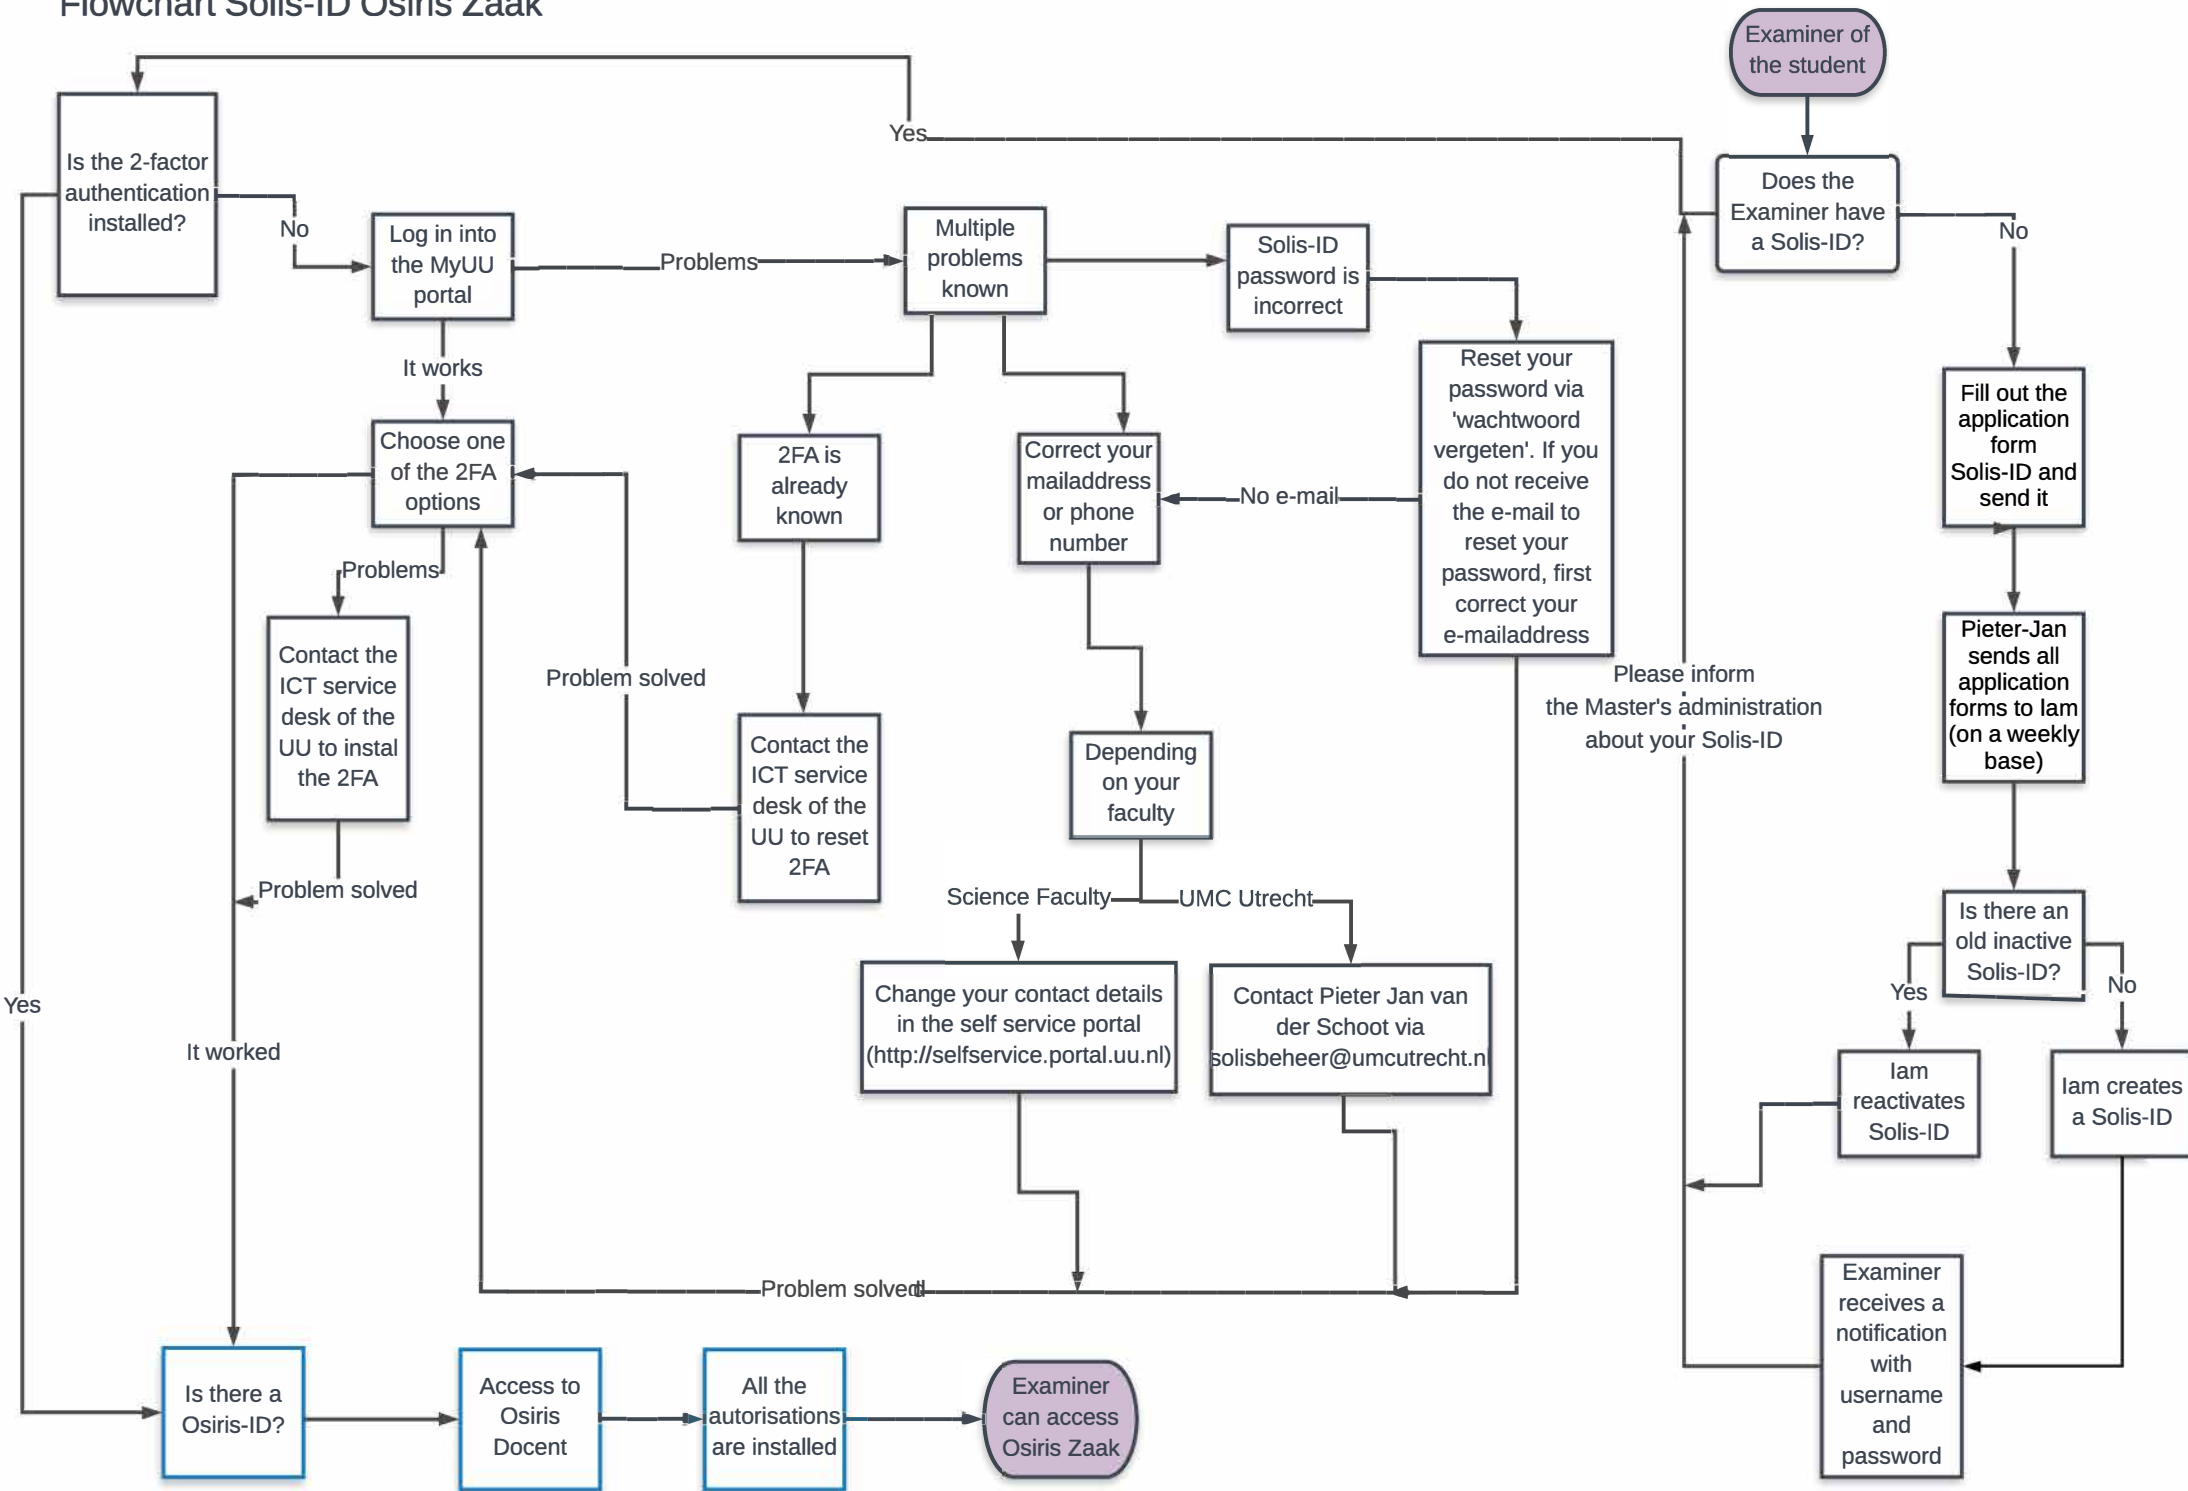 Flowchart Solis-ID Osiris Zaak
Examiner of
the student
Does the
Examiner have
a Solis-ID?
Yes
No
Is the 2-factor
authentication
installed?
No
Log in into
the MyUU
portal
Problems
Multiple
problems
known
Solis-ID
password is
incorrect
It works
Reset your
password via
'wachtwoord
vergeten'. If you
do not receive
the e-mail to
reset your
password, first
correct your
e-mailaddress
Fill out the
application
form
Solis-ID and
send it
Choose one
of the 2FA
options
2FA is
already
known
Correct your
mailaddress
or phone
number
No e-mail
Problems
Contact the
ICT service
desk of the
UU to instal
the 2FA
Problem solved
Pieter-Jan
sends all
application
forms to Iam
(on a weekly
base)
Please inform
the Master's administration
about your Solis-ID
Contact the
ICT service
desk of the
UU to reset
2FA
Depending
on your
faculty
Problem solved
Science Faculty
UMC Utrecht
Is there an
old inactive
Solis-ID?
Yes
No
Yes
It worked
Change your contact details
in the self service portal
(http://selfservice.portal.uu.nl)
Contact Pieter Jan van
der Schoot via
solisbeheer@umcutrecht.nl
Iam
reactivates
Solis-ID
Iam creates
a Solis-ID
Problem solved
Examiner
receives a
notification
with
username
and
password
Is there a
Osiris-ID?
Access to
Osiris
Docent
All the
autorisations
are installed
Examiner
can access
Osiris Zaak